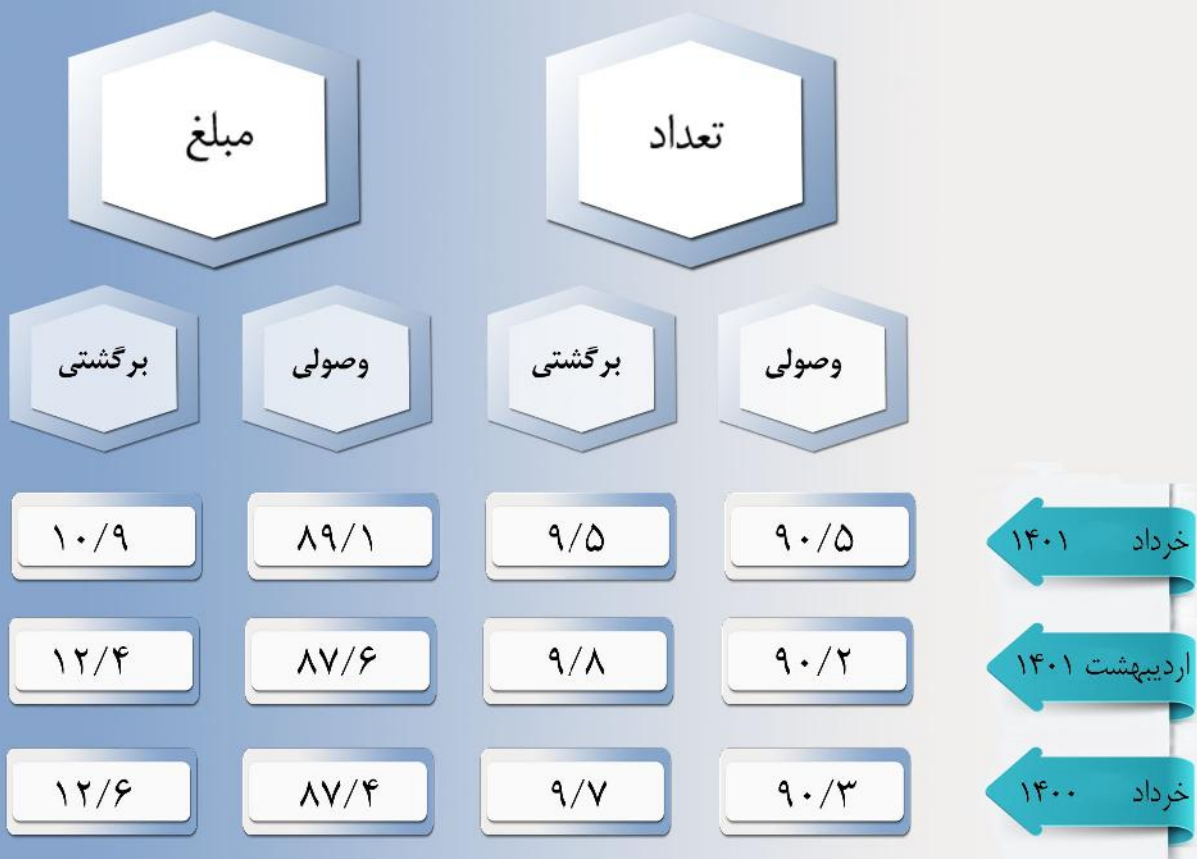 تعداد مبلغ
وصولی برگشتی وصولی برگشتی
خرداد ۱۴۰۱ ۹۰/۵ ۹/۵ ۸۹/۱ ۱۰/۹
اردیبهشت ۱۴۰۱ ۹۰/۲ ۹/۸ ۸۷/۶ ۱۲/۴
خرداد ۱۴۰۰ ۹۰/۳ ۹/۷ ۸۷/۴ ۱۲/۶